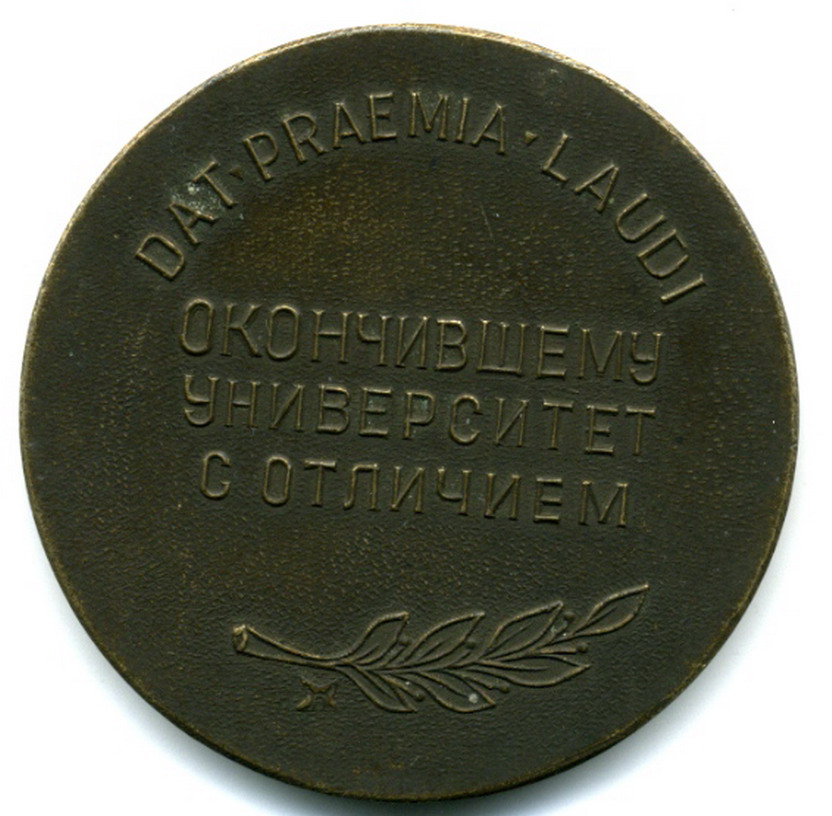 DAT · PRAEMIA · LAUDI
ОКОНЧИВШЕМУ
УНИВЕРСИТЕТ
С ОТЛИЧИЕМ